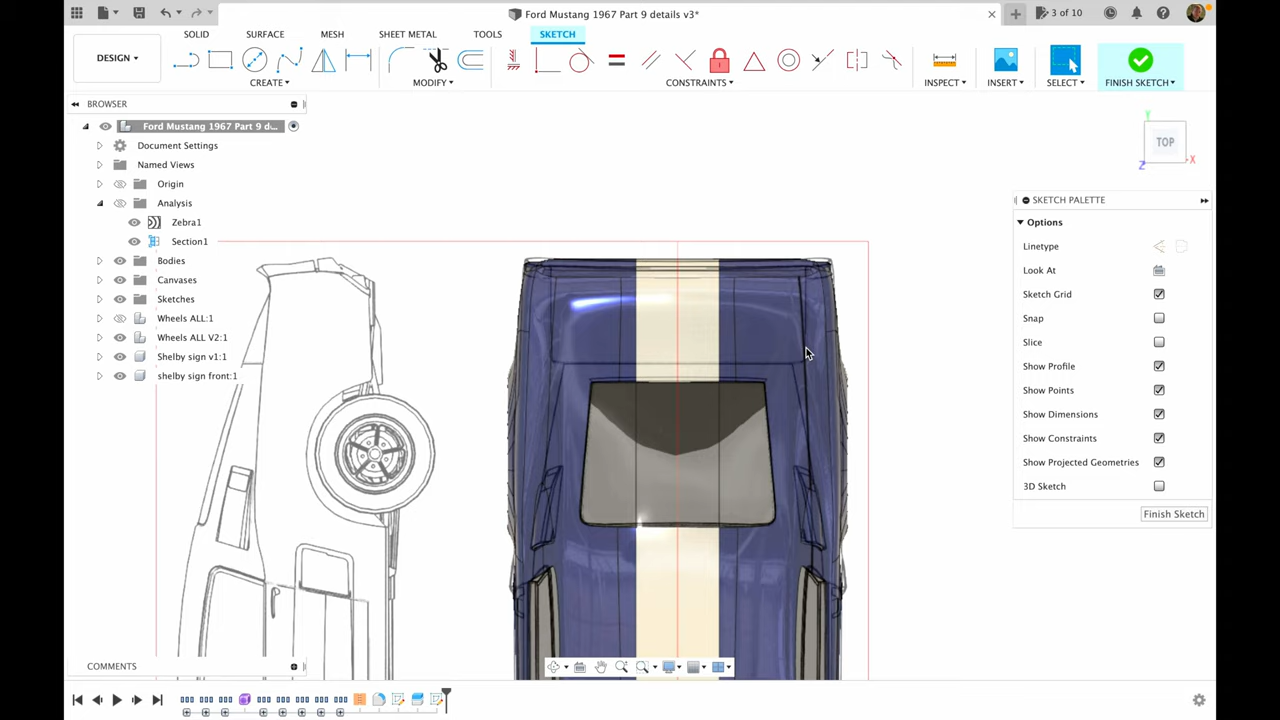 Ford Mustang 1967 Part 9 details v3*
3 of 10
DESIGN
SOLID
SURFACE
MESH
SHEET METAL
TOOLS
SKETCH
CREATE
MODIFY
CONSTRAINTS
INSPECT
INSERT
SELECT
FINISH SKETCH
BROWSER
Ford Mustang 1967 Part 9 d...
Document Settings
Named Views
Origin
Analysis
Zebra1
Section1
Bodies
Canvases
Sketches
Wheels ALL:1
Wheels ALL V2:1
Shelby sign v1:1
shelby sign front:1
COMMENTS
Y
TOP
X
Z
SKETCH PALETTE
Options
Linetype
Look At
Sketch Grid
Snap
Slice
Show Profile
Show Points
Show Dimensions
Show Constraints
Show Projected Geometries
3D Sketch
Finish Sketch